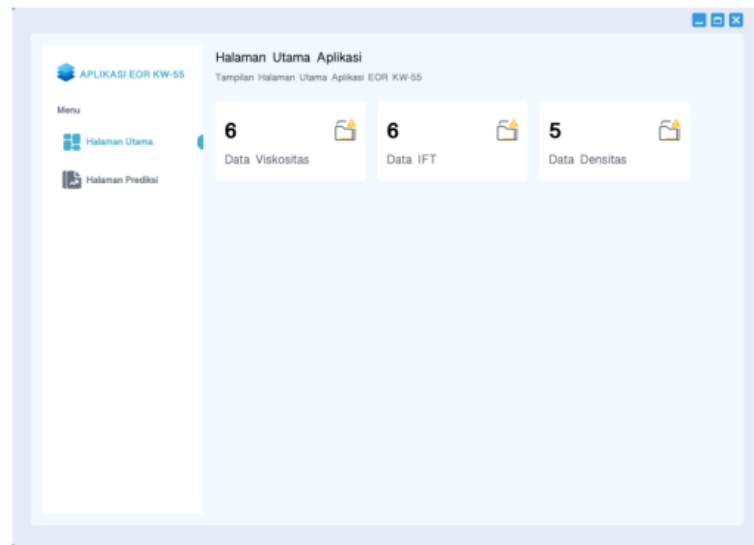 APLIKASI EOR KW-55
Menu
Halaman Utama
Halaman Prediksi
Halaman Utama Aplikasi
Tampilan Halaman Utama Aplikasi EOR KW-55
6
Data Viskositas
6
Data IFT
5
Data Densitas